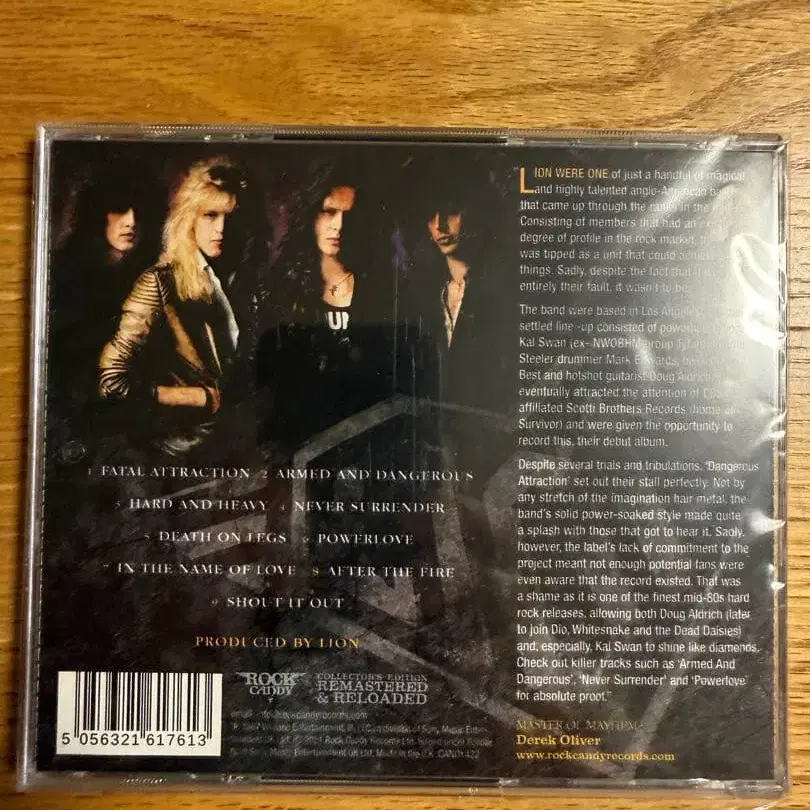 LION WERE ONE of just a handful of magical
and highly talented anglo-American
that came up through the ranks in the
Consisting of members that had an
degree of profile in the rock market,
was tipped as a unit that could achieve
things. Sadly, despite the fact that it
entirely their fault, it wasn't to be.
The band were based in Los Angeles
settled line-up consisted of
Kal Swan (ex- NWOBHM group
Steeler drummer Mark Edwards,
Best and hotshot guitarist Doug Aldrich
eventually attracted the attention of
affiliated Scotti Brothers Records (home of
Survivor) and were given the opportunity to
record this, their debut album.
Despite several trials and tribulations, 'Dangerous
Attraction' set out their stall perfectly. Not by
any stretch of the imagination hair metal, the
band's solid power-soaked style made quite
a splash with those that got to hear it. Sadly,
however, the label's lack of commitment to the
project meant not enough potential fans were
even aware that the record existed. That was
a shame as it is one of the finest mid-80s hard
rock releases, allowing both Doug Aldrich (later
to join Dio, Whitesnake and the Dead Daisies)
and, especially, Kal Swan to shine like diamonds.
Check out killer tracks such as 'Armed And
Dangerous', 'Never Surrender' and 'Powerlove'
for absolute proof."
MASTER OF MAYHEM:
Derek Oliver
www.rockcandyrecords.com
UP
1 FATAL ATTRACTION 2 ARMED AND DANGEROUS
3 HARD AND HEAVY 4 NEVER SURRENDER
5 DEATH ON LEGS 6 POWERLOVE
7 IN THE NAME OF LOVE 8 AFTER THE FIRE
9 SHOUT IT OUT
PRODUCED BY LION
ROCK
CANDY
COLLECTOR'S EDITION
REMASTERED
& RELOADED
5 056321 617613